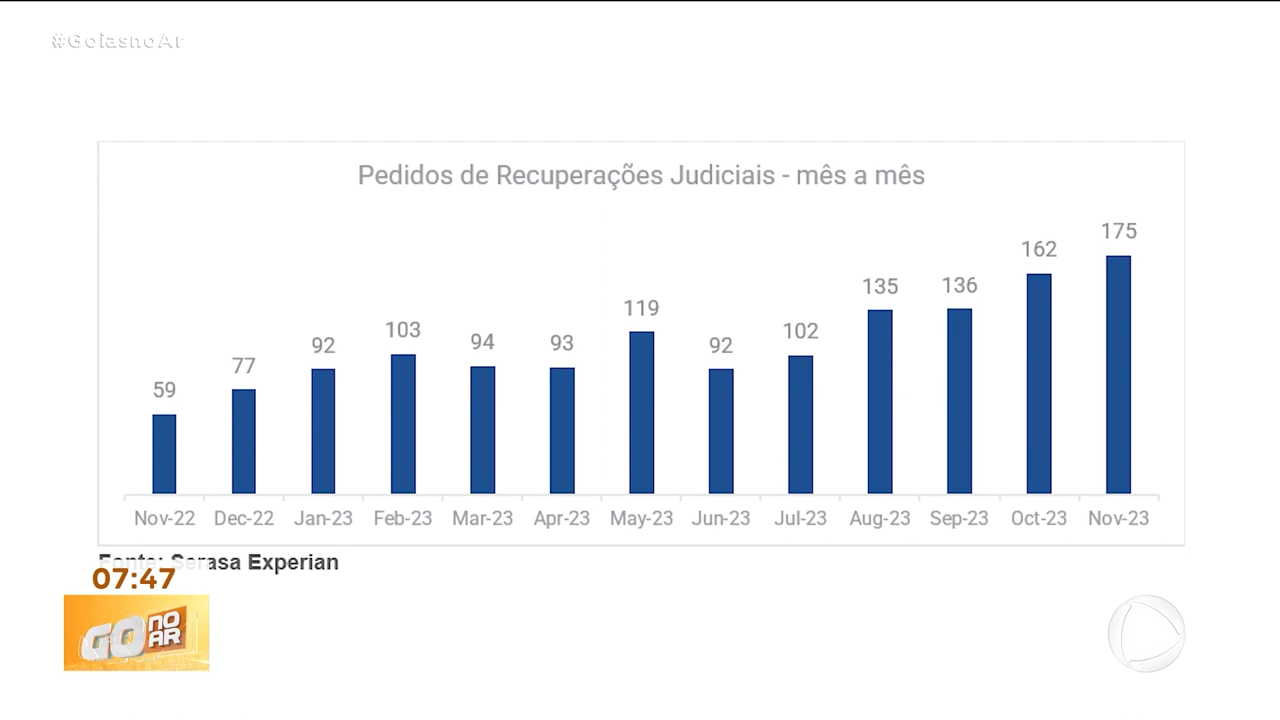 #GoiasnoAr
Pedidos de Recuperações Judiciais - mês a mês
175
162
135 136
119
103 102
92 94 93 92
77
59
Nov-22 Dec-22 Jan-23 Feb-23 Mar-23 Apr-23 May-23 Jun-23 Jul-23 Aug-23 Sep-23 Oct-23 Nov-23
Fonte: Serasa Experian
07:47
GO NO AR